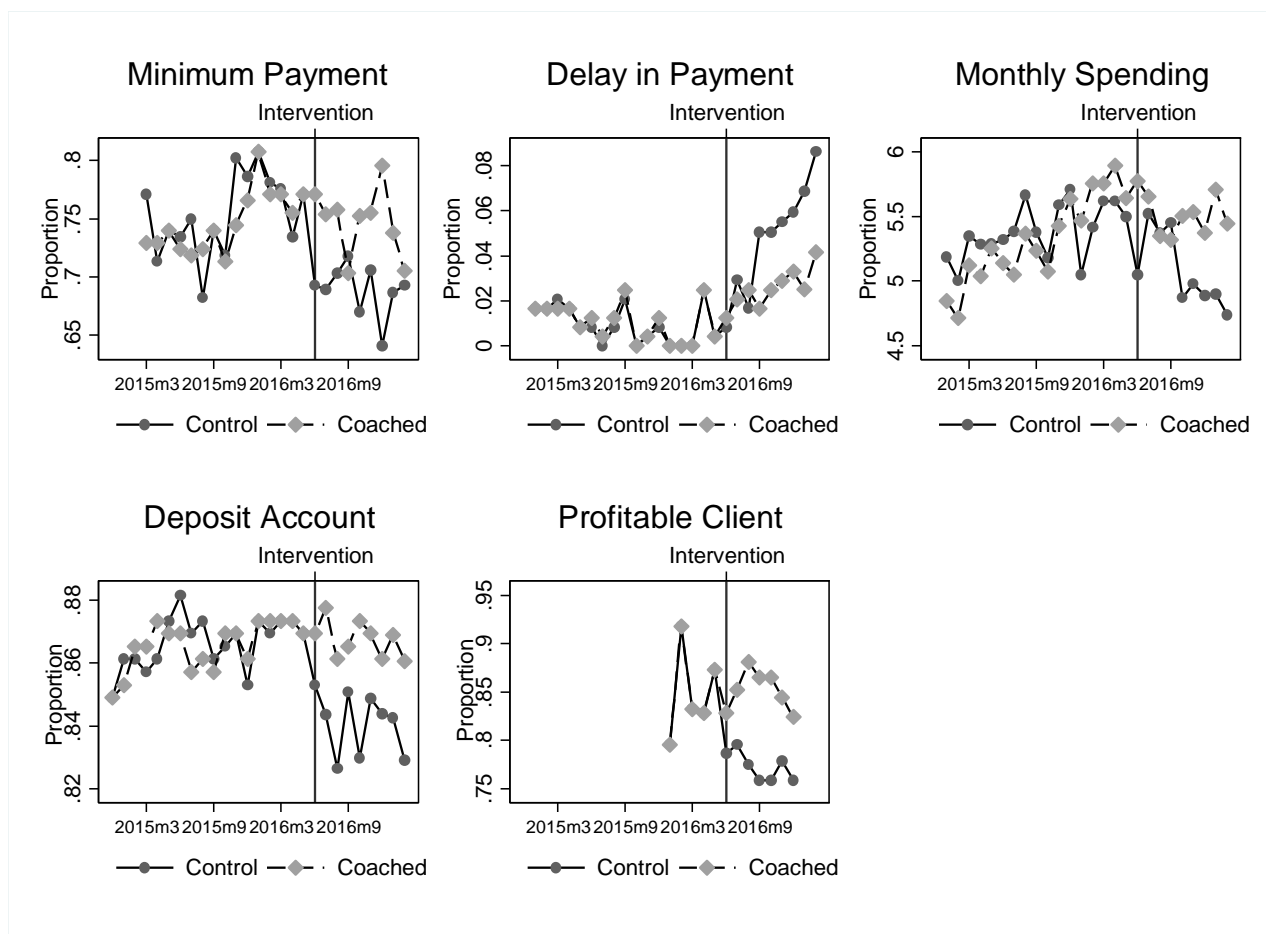 Minimum Payment
Intervention
Proportion
.8
.75
.7
.65
2015m3 2015m9 2016m3 2016m9
Control Coached
Delay in Payment
Intervention
Proportion
.08
.06
.04
.02
0
2015m3 2015m9 2016m3 2016m9
Control Coached
Monthly Spending
Intervention
Proportion
6
5.5
5
4.5
2015m3 2015m9 2016m3 2016m9
Control Coached
Deposit Account
Intervention
Proportion
.88
.86
.84
.82
2015m3 2015m9 2016m3 2016m9
Control Coached
Profitable Client
Intervention
Proportion
.95
.9
.85
.8
.75
2015m3 2015m9 2016m3 2016m9
Control Coached